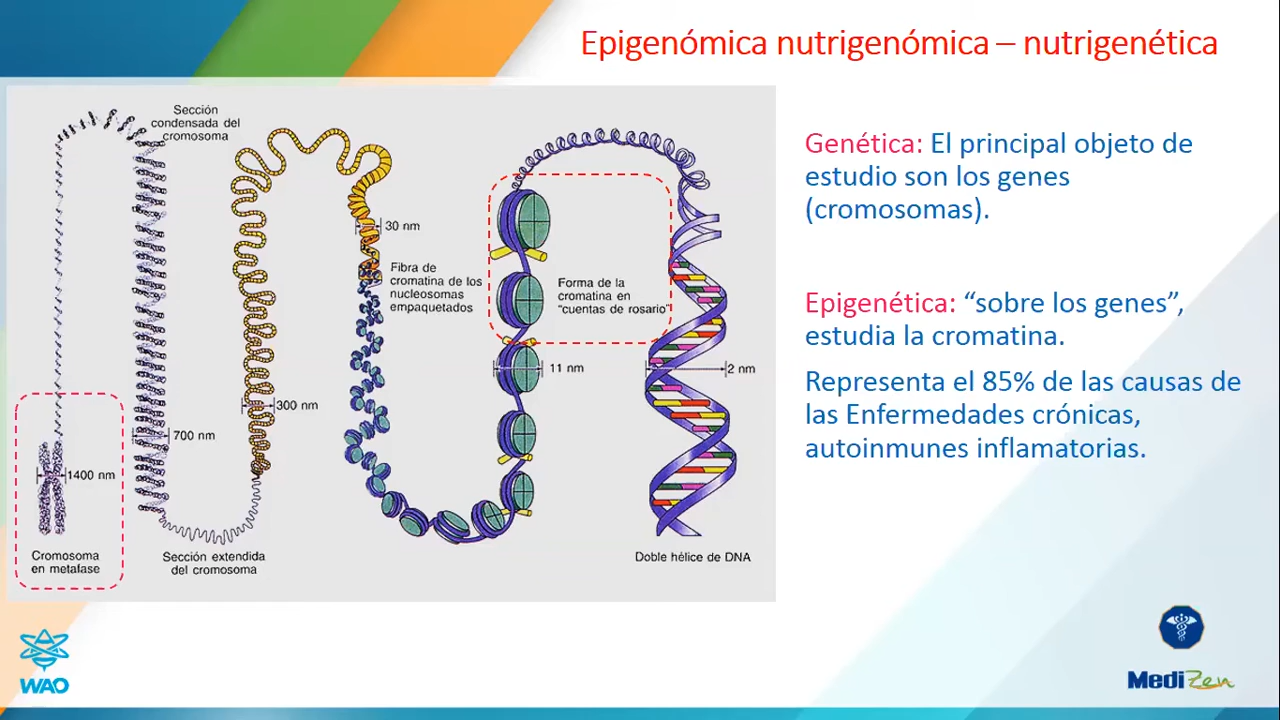 Epigenómica nutrigenómica – nutrigenética
Sección
condensada del
cromosoma
30 nm
Fibra de
cromatina de los
nucleosomas
empaquetados
Forma de la
cromatina en
“cuentas de rosario”
11 nm
2 nm
300 nm
700 nm
1400 nm
Cromosoma
en metafase
Sección extendida
del cromosoma
Doble hélice de DNA
Genética: El principal objeto de
estudio son los genes
(cromosomas).
Epigenética: “sobre los genes”,
estudia la cromatina.
Representa el 85% de las causas de
las Enfermedades crónicas,
autoinmunes inflamatorias.
WAO
MediZen